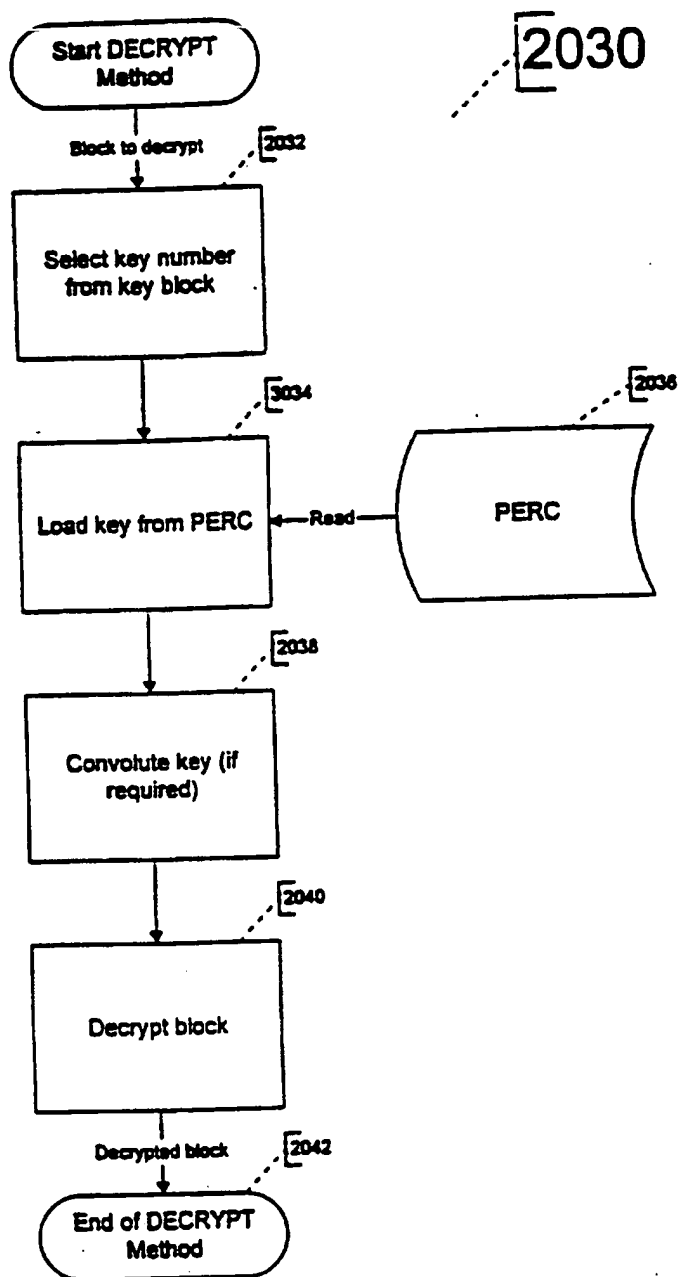 Start DECRYPT
Method
2030
Block to decrypt
2032
Select key number
from key block
3034
2036
Load key from PERC
Read
PERC
2038
Convolute key (if
required)
2040
Decrypt block
Decrypted block
2042
End of DECRYPT
Method